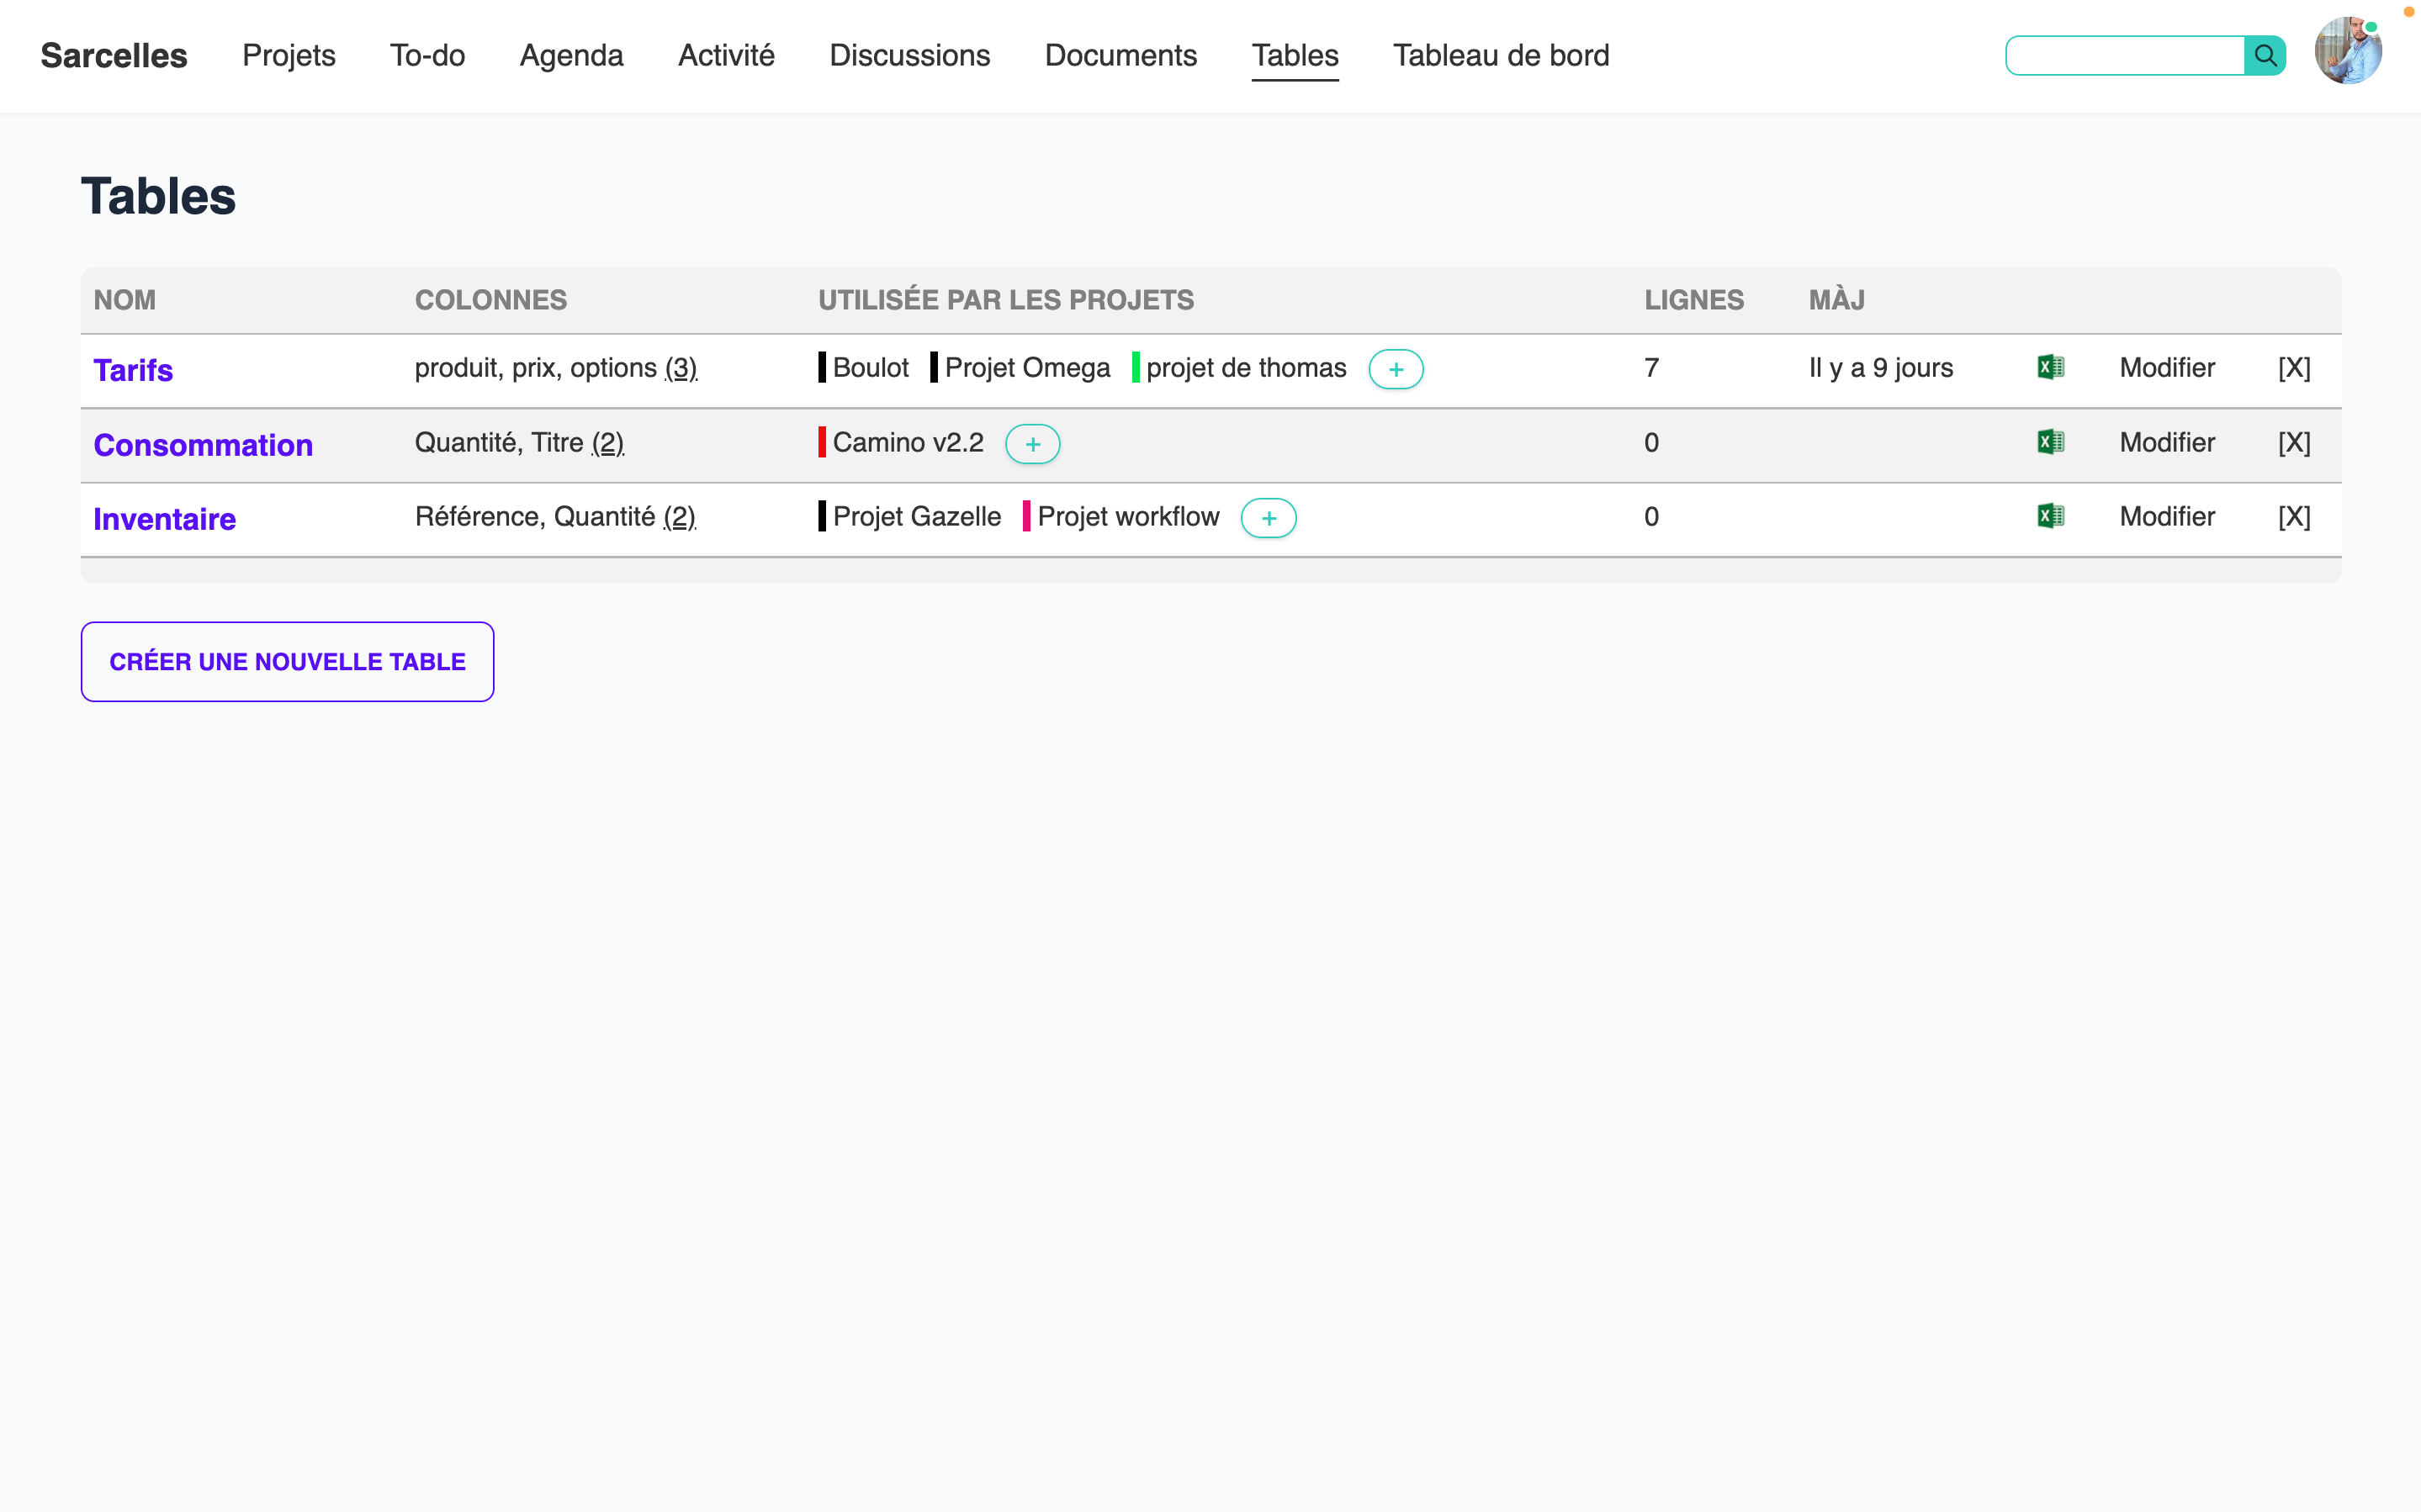 Sarcelles Projets To-do Agenda Activité Discussions Documents Tables Tableau de bord
Tables
NOM COLONNES UTILISÉE PAR LES PROJETS LIGNES MÀJ
Tarifs produit, prix, options (3) Boulot Projet Omega projet de thomas + 7 Il y a 9 jours Modifier [X]
Consommation Quantité, Titre (2) Camino v2.2 + 0 Modifier [X]
Inventaire Référence, Quantité (2) Projet Gazelle Projet workflow + 0 Modifier [X]
CRÉER UNE NOUVELLE TABLE